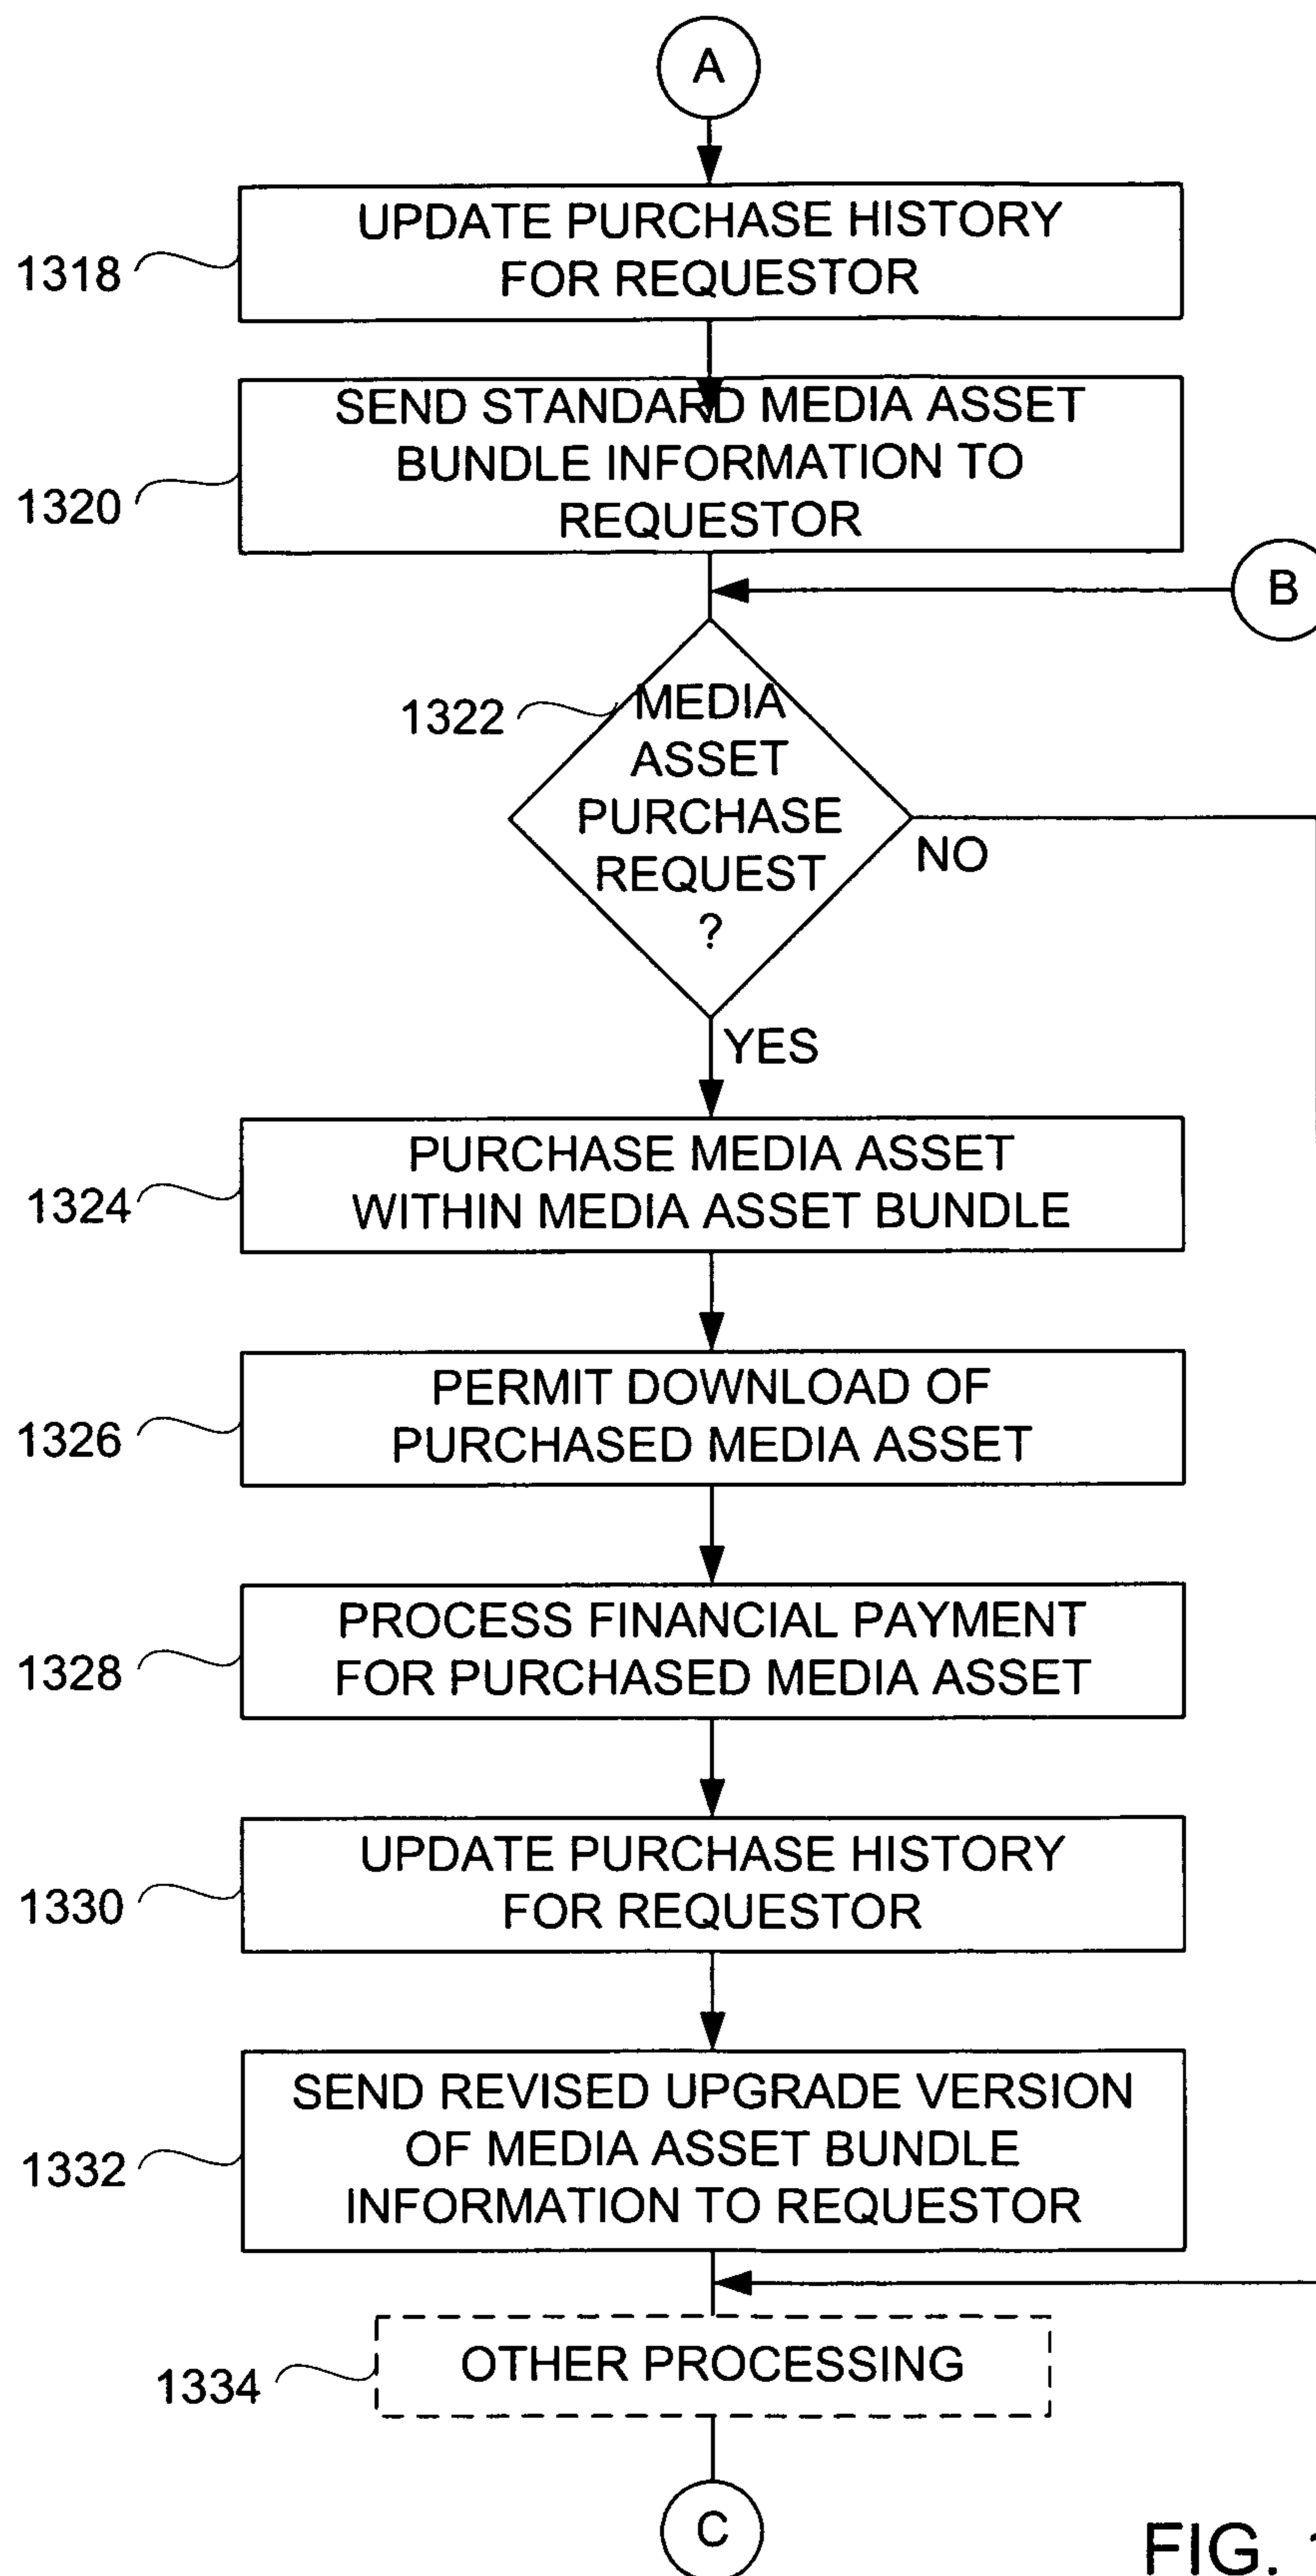 A
UPDATE PURCHASE HISTORY
FOR REQUESTOR
1318
SEND STANDARD MEDIA ASSET
BUNDLE INFORMATION TO
REQUESTOR
1320
B
1322
MEDIA
ASSET
PURCHASE
REQUEST
?
NO
YES
PURCHASE MEDIA ASSET
WITHIN MEDIA ASSET BUNDLE
1324
PERMIT DOWNLOAD OF
PURCHASED MEDIA ASSET
1326
PROCESS FINANCIAL PAYMENT
FOR PURCHASED MEDIA ASSET
1328
UPDATE PURCHASE HISTORY
FOR REQUESTOR
1330
SEND REVISED UPGRADE VERSION
OF MEDIA ASSET BUNDLE
INFORMATION TO REQUESTOR
1332
OTHER PROCESSING
1334
C
FIG.